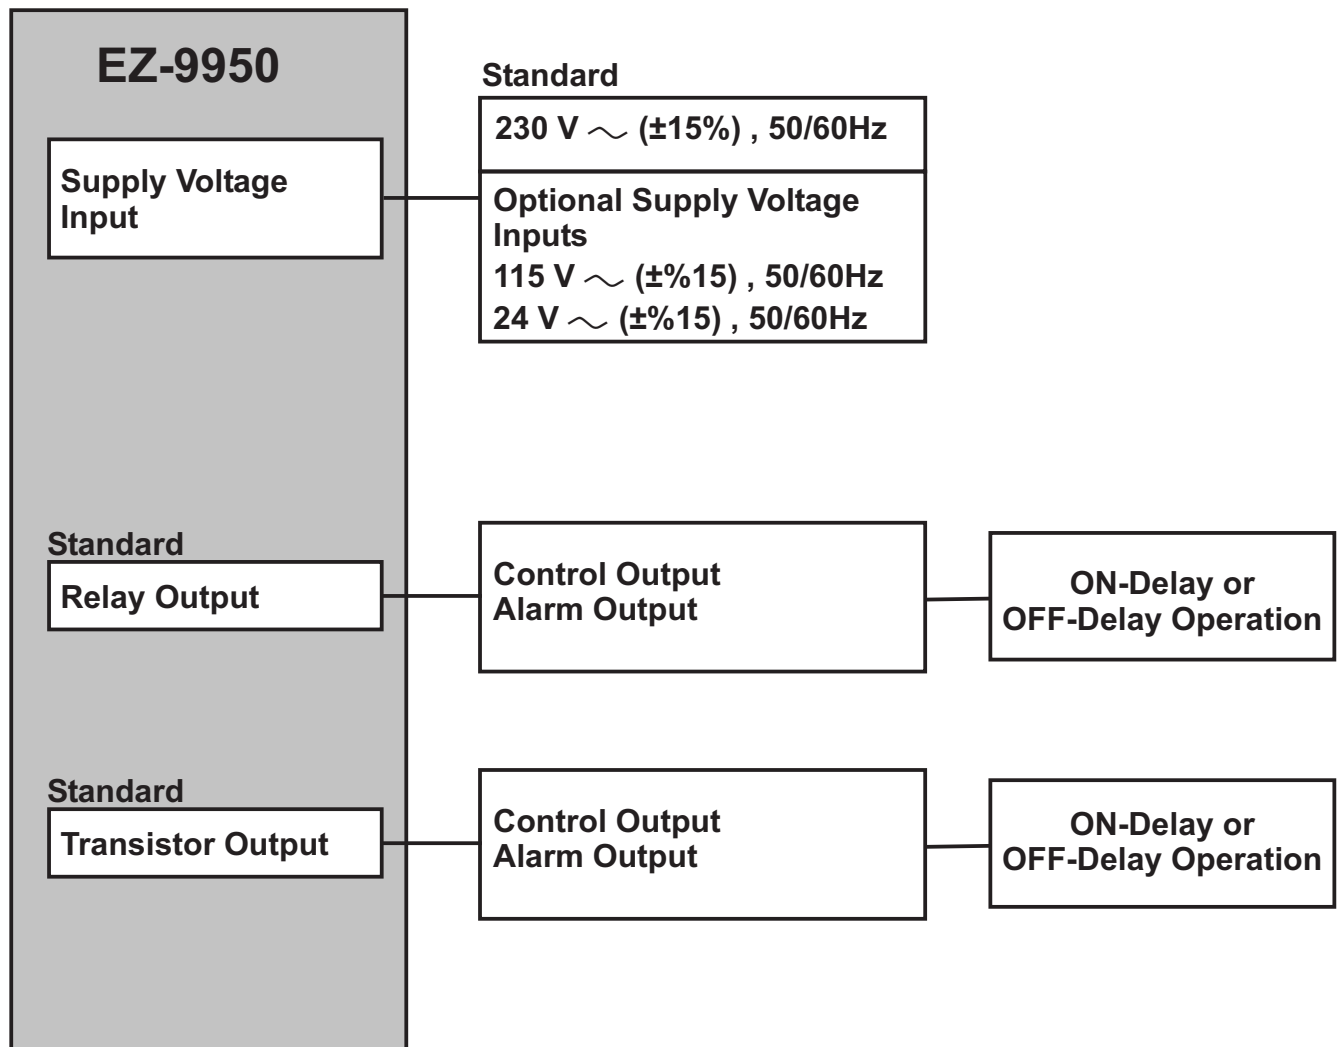 EZ-9950
Standard
230 V ～ (±15%) , 50/60Hz
Supply Voltage
Input
Optional Supply Voltage
Inputs
115 V ～ (±%15) , 50/60Hz
24 V ～ (±%15) , 50/60Hz
Standard
Relay Output
Control Output
Alarm Output
ON-Delay or
OFF-Delay Operation
Standard
Transistor Output
Control Output
Alarm Output
ON-Delay or
OFF-Delay Operation